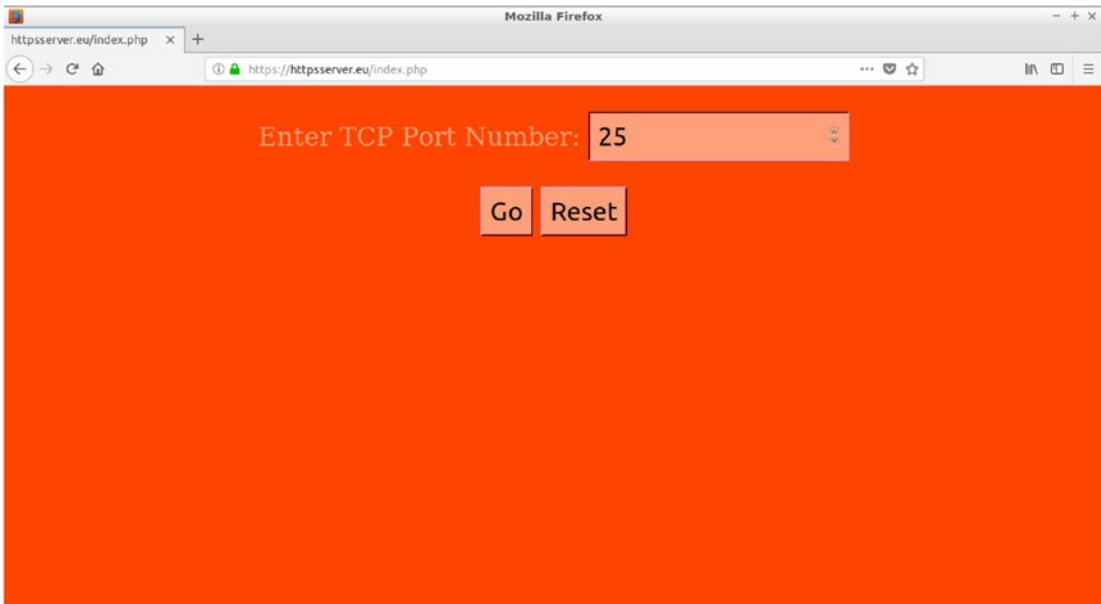 Mozilla Firefox
httpsserver.eu/index.php
https://httpsserver.eu/index.php
Enter TCP Port Number: 25
Go Reset